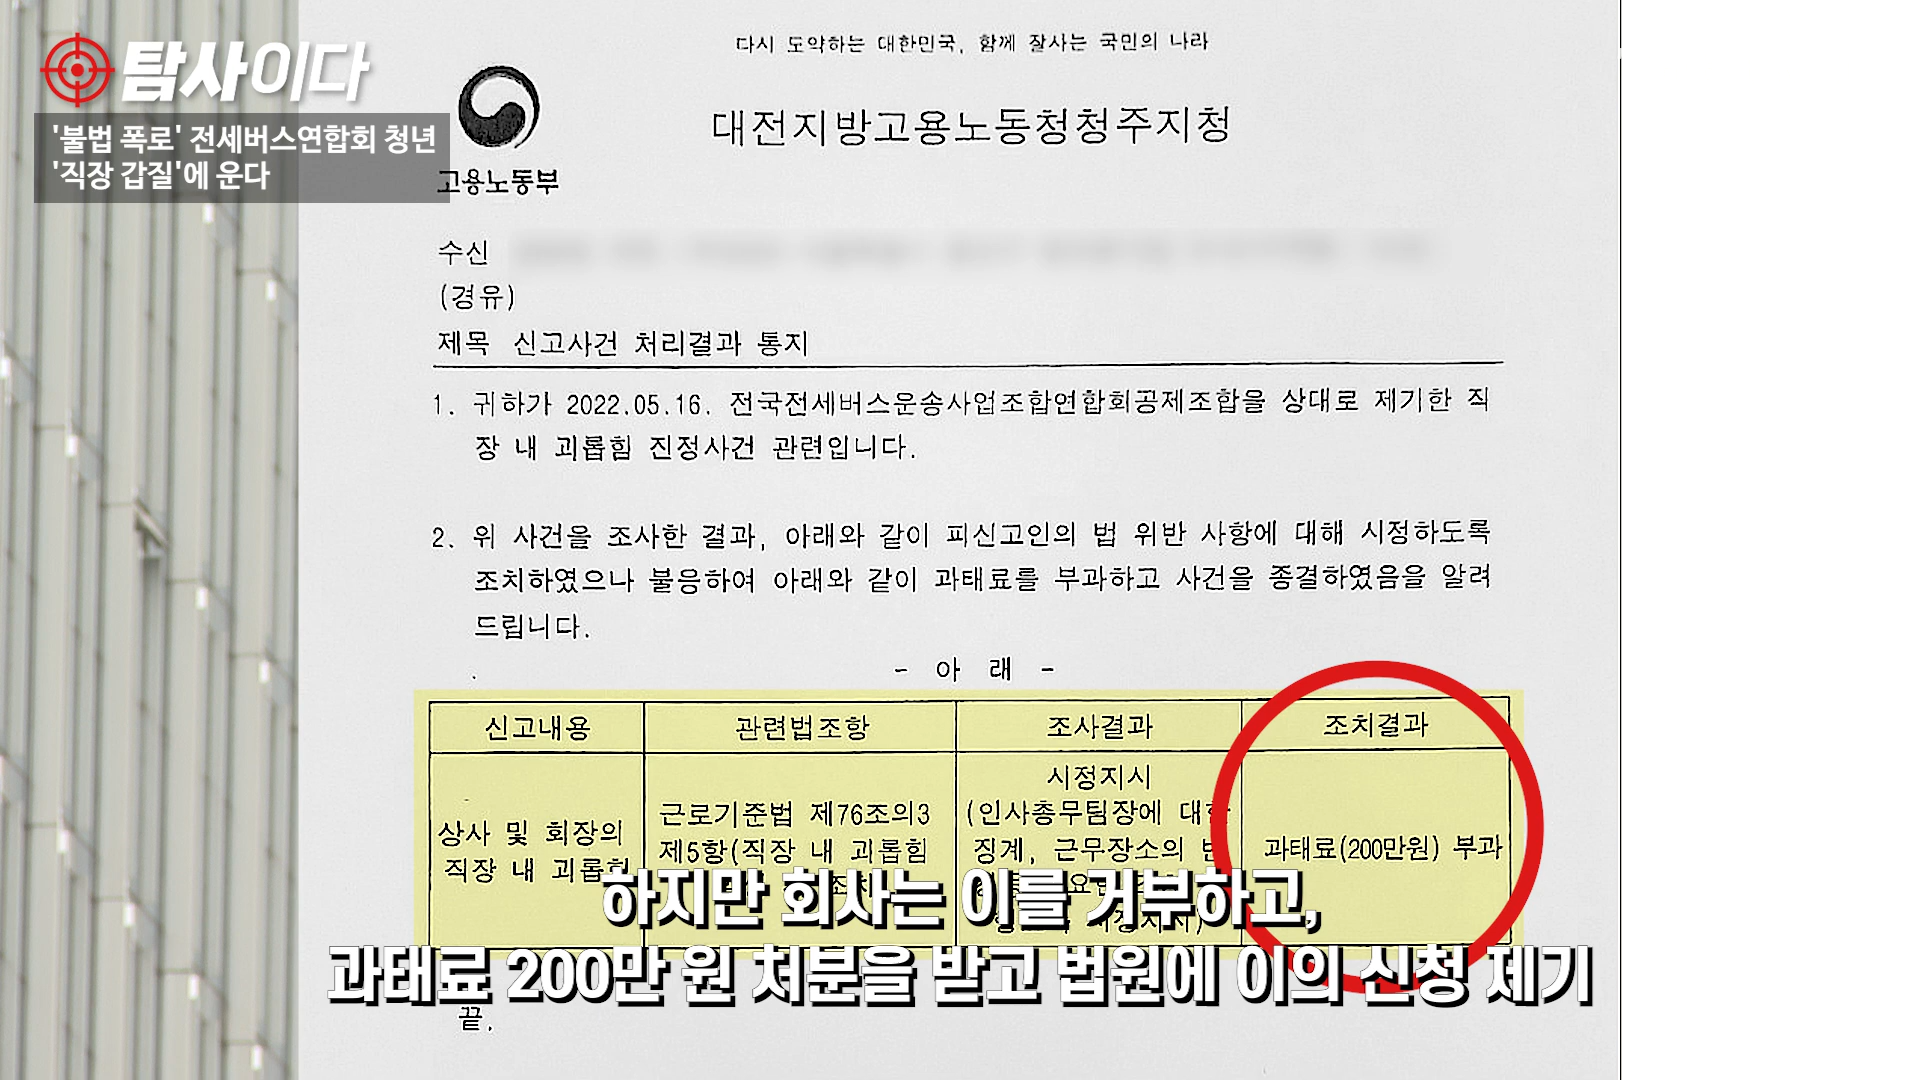 탐사이다
'불법 폭로' 전세버스연합회 청년
'직장 갑질'에 운다
다시 도약하는 대한민국, 함께 잘사는 국민의 나라
대전지방고용노동청청주지청
고용노동부
수신
(경유)
제목 신고사건 처리결과 통지
1. 귀하가 2022.05.16. 전국전세버스운송사업조합연합회공제조합을 상대로 제기한 직
장 내 괴롭힘 진정사건 관련입니다.
2. 위 사건을 조사한 결과, 아래와 같이 피신고인의 법 위반 사항에 대해 시정하도록
조치하였으나 불응하여 아래와 같이 과태료를 부과하고 사건을 종결하였음을 알려
드립니다.
- 아 래 -
신고내용 관련법조항 조사결과 조치결과
상사 및 회장의
직장 내 괴롭힘
근로기준법 제76조의3
제5항(직장 내 괴롭힘
시정지시
(인사총무팀장에 대한
징계, 근무장소의
과태료(200만원) 부과
하지만 회사는 이를 거부하고,
과태료 200만 원 처분을 받고 법원에 이의 신청 제기
끝.